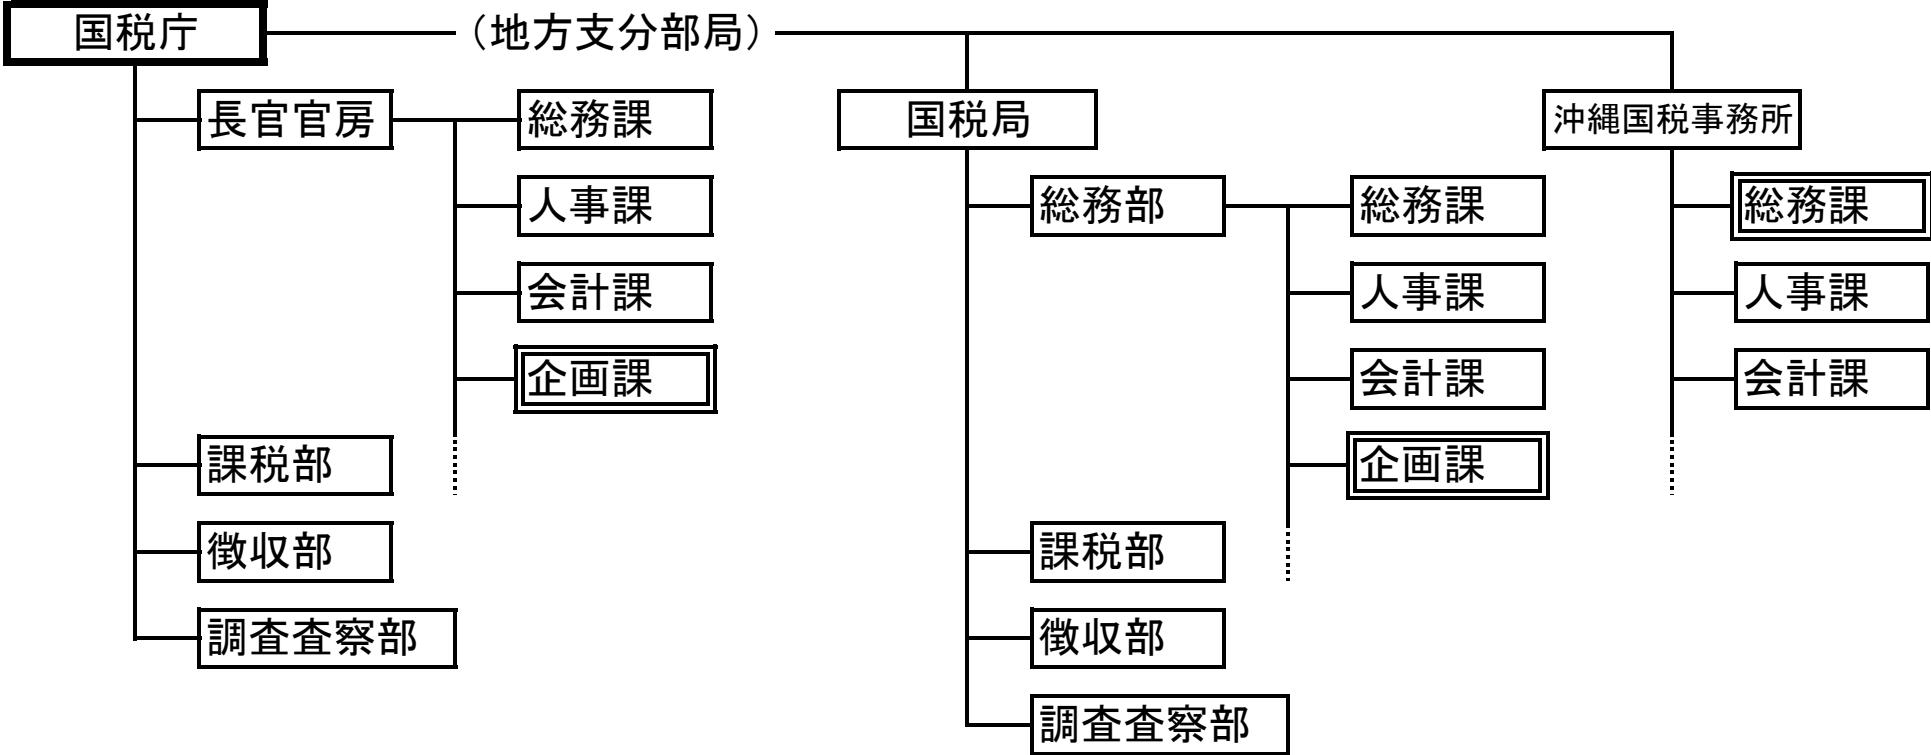 国税庁
（地方支分部局）
長官官房
総務課
人事課
会計課
企画課
課税部
徴収部
調査査察部
国税局
総務部
総務課
人事課
会計課
企画課
課税部
徴収部
調査査察部
沖縄国税事務所
総務課
人事課
会計課